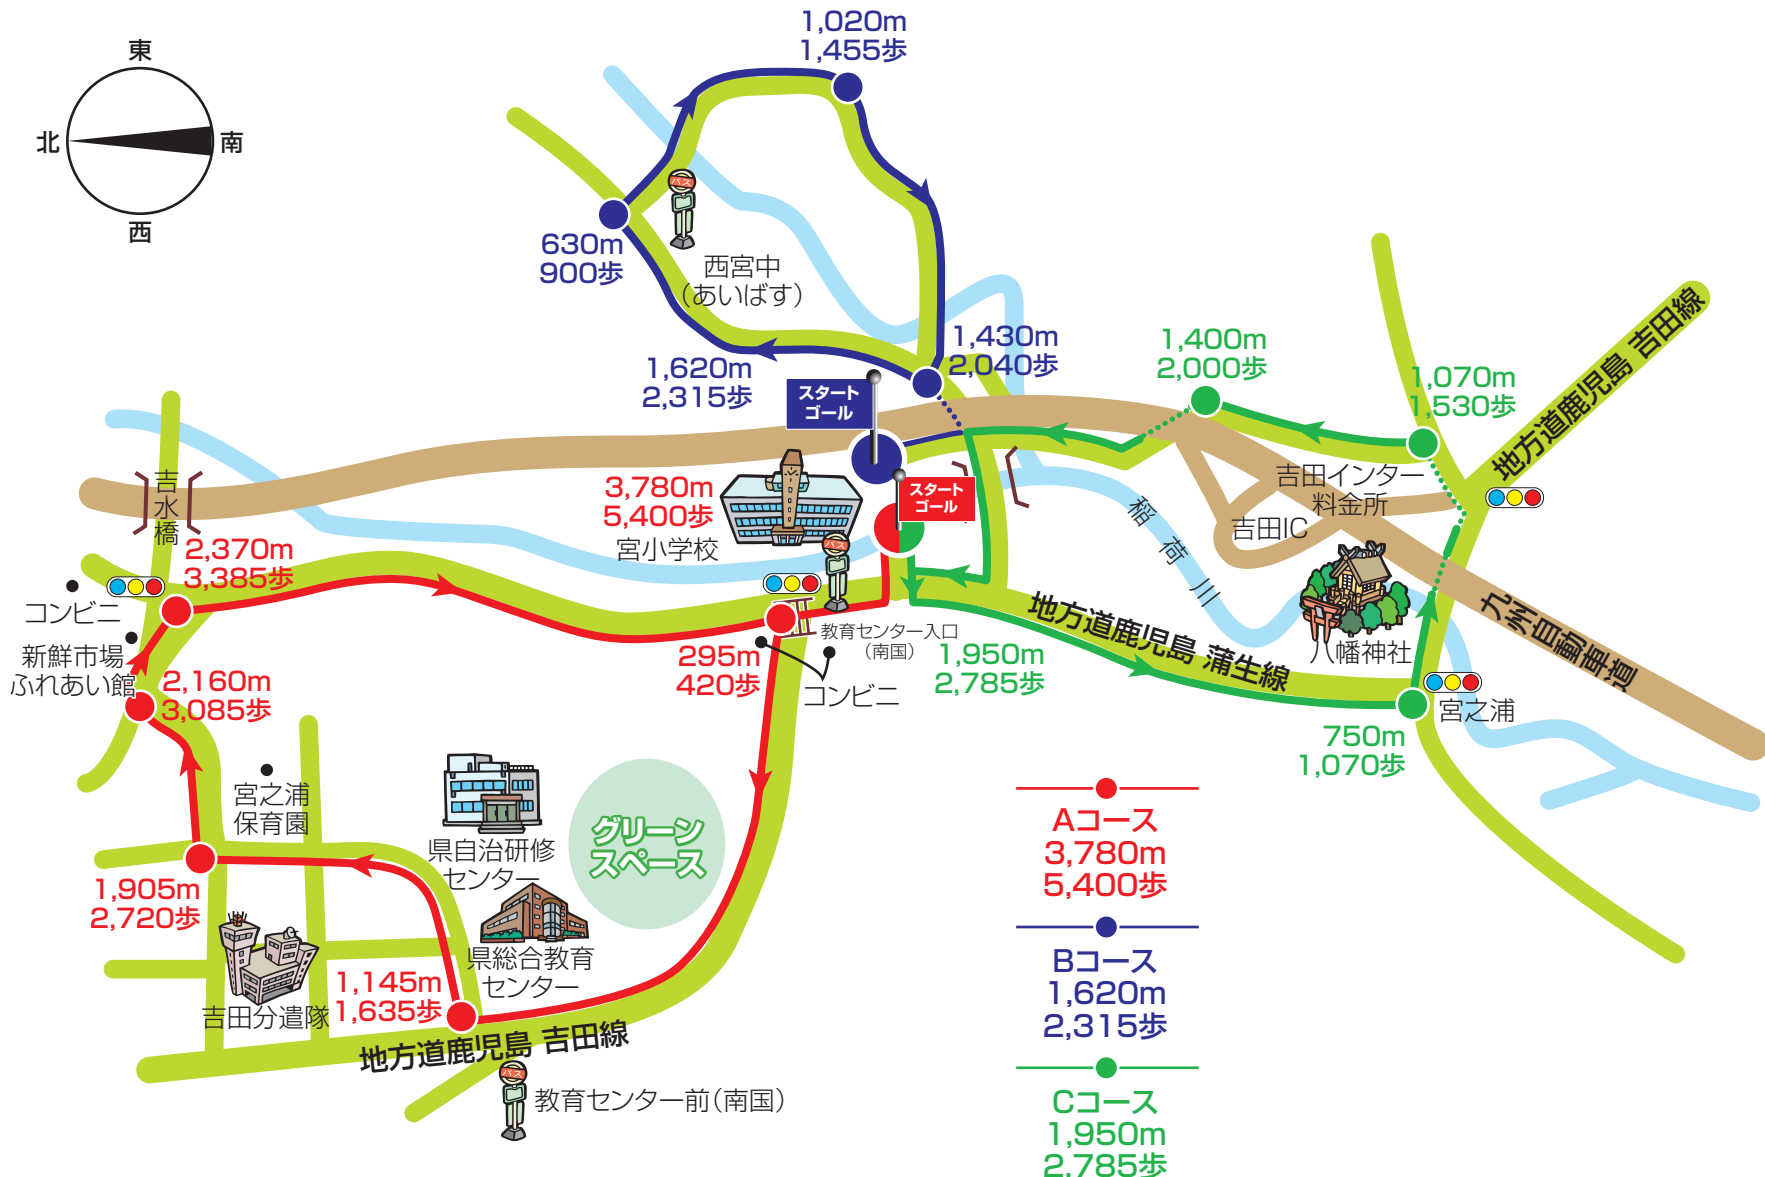 東
北
南
西
1,020m
1,455歩
バス
630m
900歩
西宮中
(あいばす)
1,430m
2,040歩
1,620m
2,315歩
スタート
ゴール
1,400m
2,000歩
1,070m
1,530歩
地方道鹿児島 吉田線
吉水橋
3,780m
5,400歩
スタート
ゴール
宮小学校
バス
稲荷川
吉田インター
料金所
吉田IC
2,370m
3,385歩
コンビニ
新鮮市場
ふれあい館
2,160m
3,085歩
295m
420歩
教育センター入口
(南国)
コンビニ
1,950m
2,785歩
地方道鹿児島 蒲生線
八幡神社
九州自動車道
宮之浦
750m
1,070歩
宮之浦
保育園
県自治研修
センター
グリーン
スペース
1,905m
2,720歩
県総合教育
センター
吉田分遣隊
1,145m
1,635歩
地方道鹿児島 吉田線
バス
教育センター前(南国)
Aコース
3,780m
5,400歩
Bコース
1,620m
2,315歩
Cコース
1,950m
2.785歩